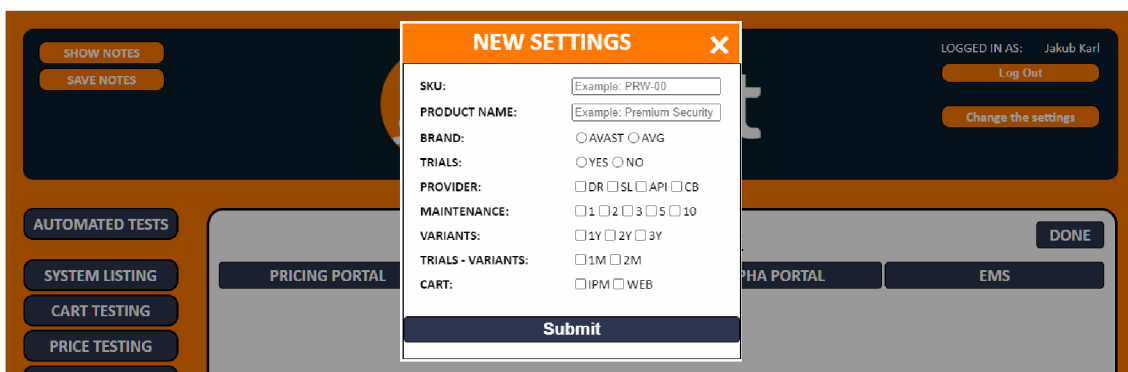 NEW SETTINGS ×
SHOW NOTES
SAVE NOTES
LOGGED IN AS: Jakub Karl
Log Out
Change the settings
SKU: Example: PRW-00
PRODUCT NAME: Example: Premium Security
BRAND: AVAST AVG
TRIALS: YES NO
PROVIDER: DR SL API CB
MAINTENANCE: 1 2 3 5 10
VARIANTS: 1Y 2Y 3Y
TRIALS - VARIANTS: 1M 2M
CART: IPM WEB
Submit
AUTOMATED TESTS
SYSTEM LISTING
CART TESTING
PRICE TESTING
DONE
PRICING PORTAL PHA PORTAL EMS